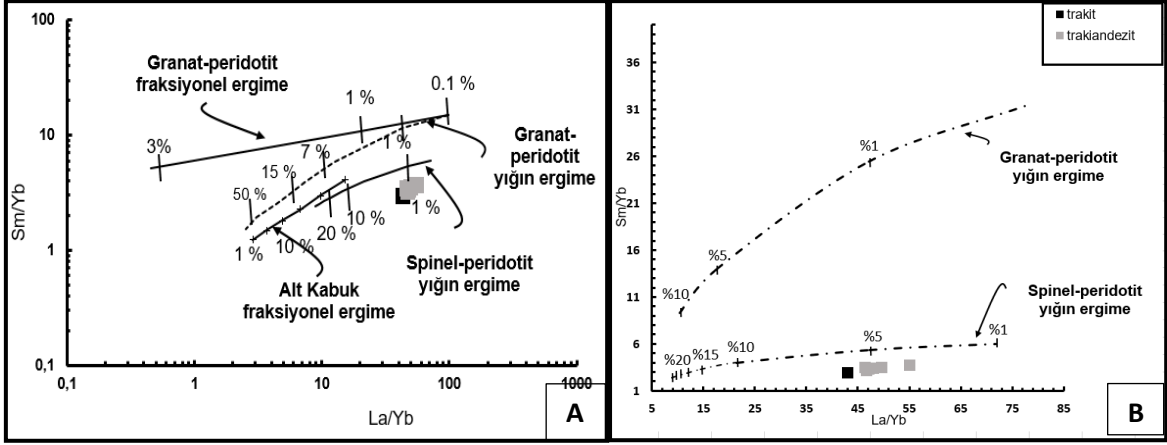 100
10
1
0,1
Sm/Yb
0,1
1
10
100
1000
La/Yb
Granat-peridotit
fraksiyonel ergime
3%
1 %
0.1 %
Granat-
peridotit
yığın ergime
50 %
15 %
7 %
1 %
1 %
10 %
20 %
1 %
10 %
Spinel-peridotit
yığın ergime
Alt Kabuk
fraksiyonel ergime
A
trakit
trakiandezit
36
31
26
21
16
11
6
1
Sm/Yb
5
15
25
35
45
55
65
75
85
La/Yb
%1
%5
%10
Granat-peridotit
yığın ergime
Spinel-peridotit
yığın ergime
%20
%15
%10
%5
%1
B